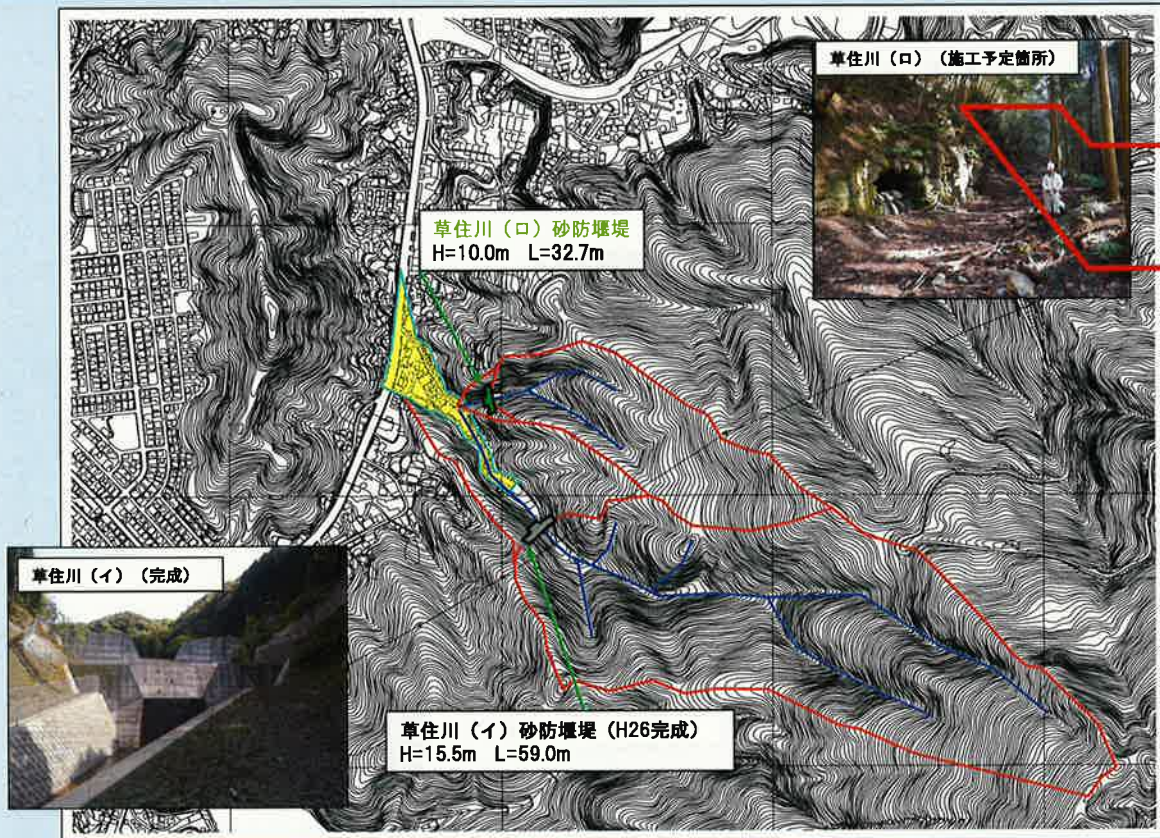 草住川（ロ）（施工予定箇所）
草住川（ロ）砂防堰堤
H=10.0m L=32.7m
草住川（イ）（完成）
草住川（イ）砂防堰堤（H26完成）
H=15.5m L=59.0m